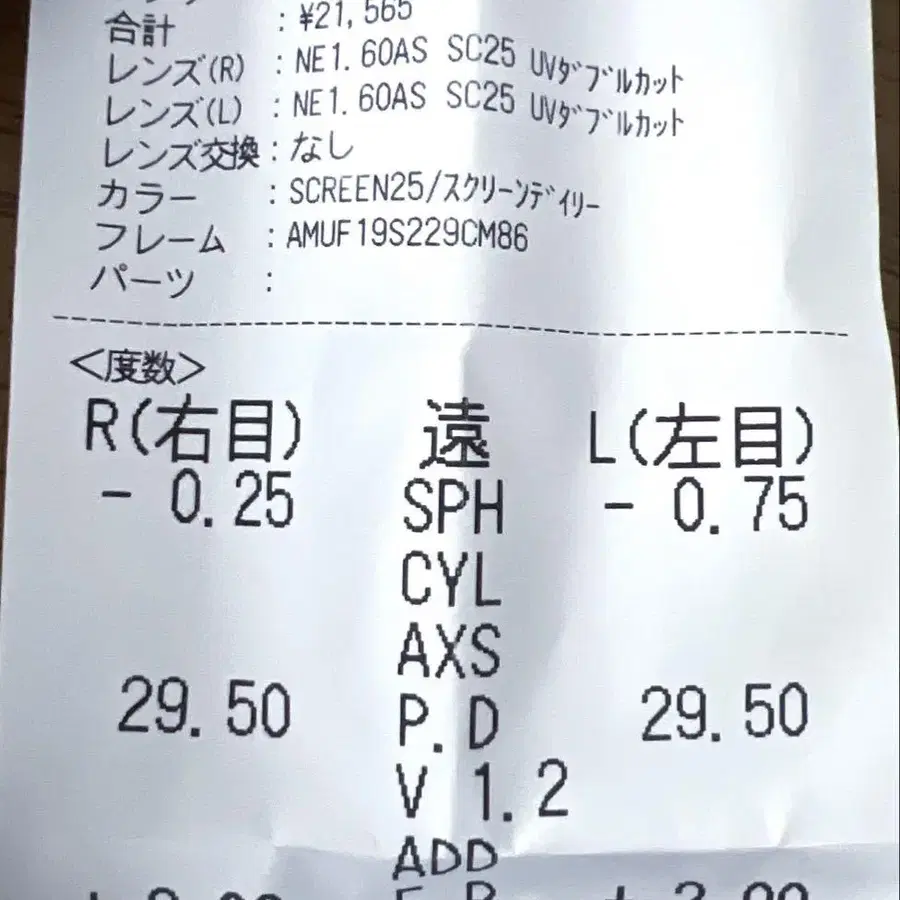 合計 : ¥21,565
レンズ(R) : NE1.60AS SC25 UVダブルカット
レンズ(L) : NE1.60AS SC25 UVダブルカット
レンズ交換 : なし
カラー : SCREEN25/スクリーンデイリー
フレーム : AMUF19S229CM86
パーツ :
<度数>
R(右目) 遠 L(左目)
- 0.25 SPH - 0.75
CYL
AXS
29.50 P.D 29.50
V 1.2
ADD